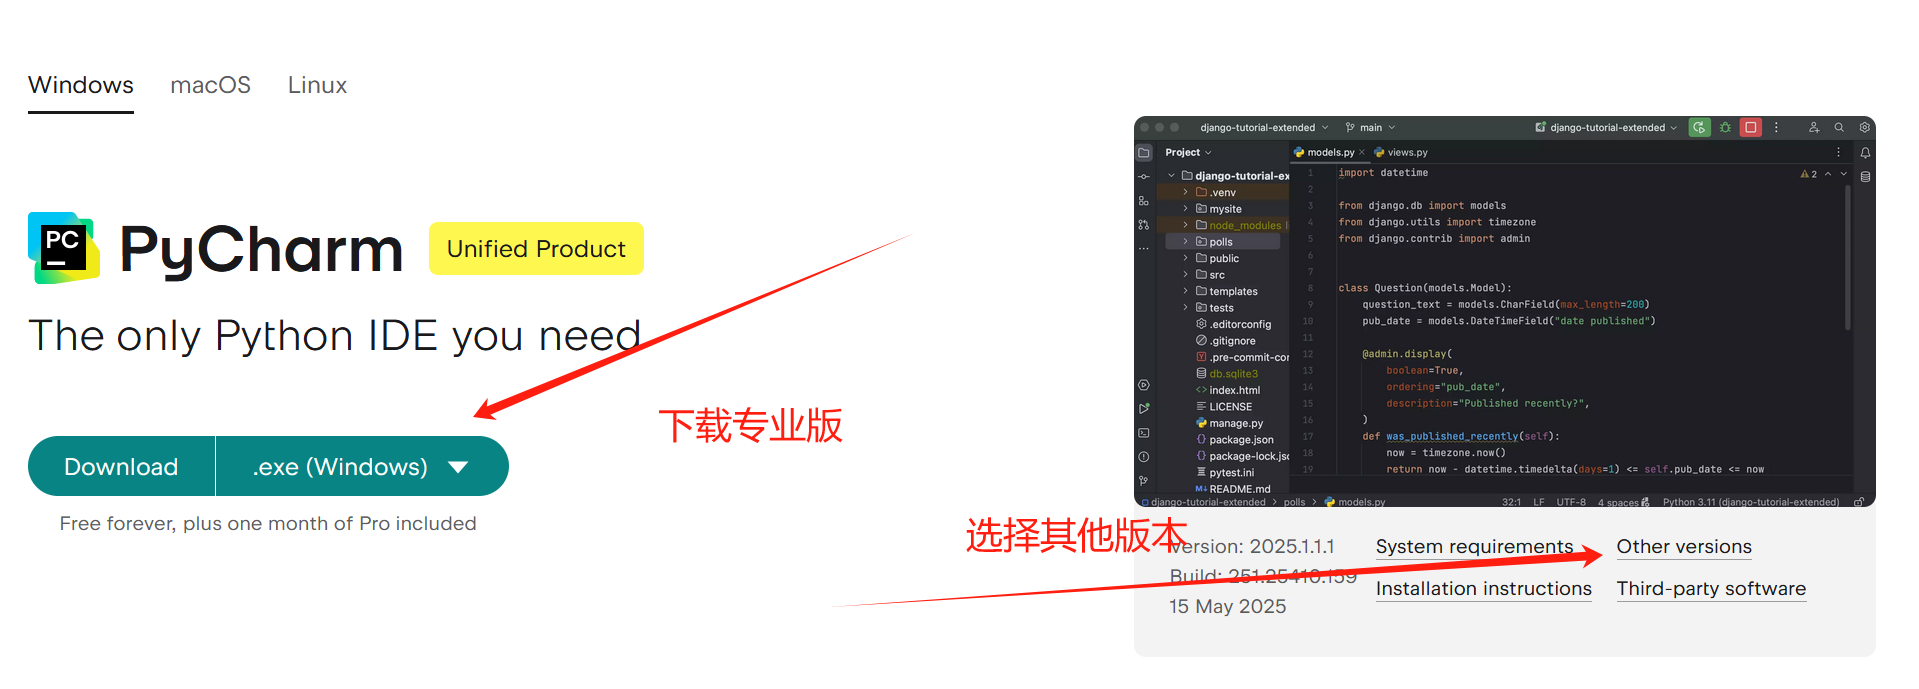 Windows macOS Linux
PC
PyCharm Unified Product
The only Python IDE you need
下载专业版
Download .exe (Windows)
Free forever, plus one month of Pro included
django-tutorial-extended main django-tutorial-extended
Project
models.py views.py
django-tutorial-ex
.venv
mysite
node_modules
polls
public
src
templates
tests
.editorconfig
.gitignore
.pre-commit-con
db.sqlite3
index.html
LICENSE
manage.py
package.json
package-lock.jsc
pytest.ini
README.md
2
1 import datetime
2
3 from django.db import models
4 from django.utils import timezone
5 from django.contrib import admin
6
7
8 class Question(models.Model):
9 question_text = models.CharField(max_length=200)
10 pub_date = models.DateTimeField("date published")
11
12 @admin.display(
13 boolean=True,
14 ordering="pub_date",
15 description="Published recently?",
16 )
17 def was_published_recently(self):
18 now = timezone.now()
19 return now - datetime.timedelta(days=1) <= self.pub_date <= now
django-tutorial-extended polls models.py 32:1 LF UTF-8 4 spaces Python 3.11 (django-tutorial-extended)
选择其他版本
Version: 2025.1.1.1
Build: 251.25410.159
15 May 2025
System requirements
Installation instructions
Other versions
Third-party software